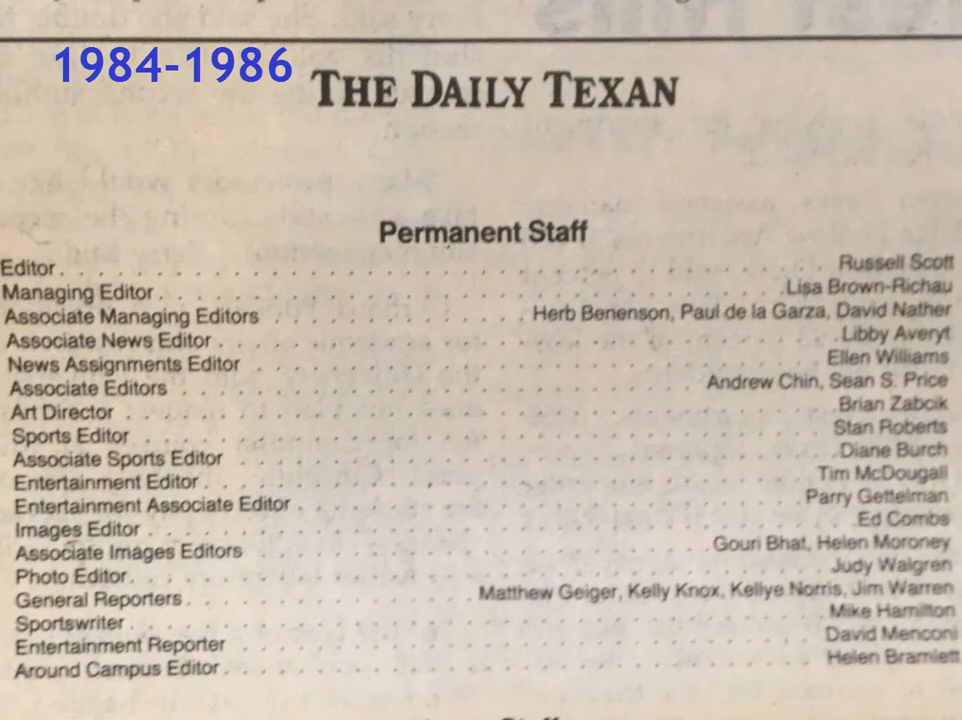 1984-1986
THE DAILY TEXAN
Permanent Staff
Editor. . . . . . . . . . . . . . . . . . . . . . . . . . . . . . . . . . Russell Scott
Managing Editor. . . . . . . . . . . . . . . . . . . . . . . . . . . . Lisa Brown-Richau
Associate Managing Editors . . . . . . . . . . . . Herb Benenson, Paul de la Garza, David Nather
Associate News Editor . . . . . . . . . . . . . . . . . . . . . . . . . . Libby Averyt
News Assignments Editor . . . . . . . . . . . . . . . . . . . . . . . . Ellen Williams
Associate Editors . . . . . . . . . . . . . . . . . . . . . . Andrew Chin, Sean S. Price
Art Director . . . . . . . . . . . . . . . . . . . . . . . . . . . . . . Brian Zabcik
Sports Editor . . . . . . . . . . . . . . . . . . . . . . . . . . . . . . Stan Roberts
Associate Sports Editor . . . . . . . . . . . . . . . . . . . . . . . . . Diane Burch
Entertainment Editor . . . . . . . . . . . . . . . . . . . . . . . . . . Tim McDougall
Entertainment Associate Editor . . . . . . . . . . . . . . . . . . . . . Parry Gettelman
Images Editor . . . . . . . . . . . . . . . . . . . . . . . . . . . . . . Ed Combs
Associate Images Editors . . . . . . . . . . . . . . . . . . Gouri Bhat, Helen Moroney
Photo Editor. . . . . . . . . . . . . . . . . . . . . . . . . . . . . . Judy Walgren
General Reporters. . . . . . . . . . . . Matthew Geiger, Kelly Knox, Kellye Norris, Jim Warren
Sportswriter . . . . . . . . . . . . . . . . . . . . . . . . . . . . . . Mike Hamilton
Entertainment Reporter . . . . . . . . . . . . . . . . . . . . . . . . . David Menconi
Around Campus Editor . . . . . . . . . . . . . . . . . . . . . . . . . . Helen Bramlett